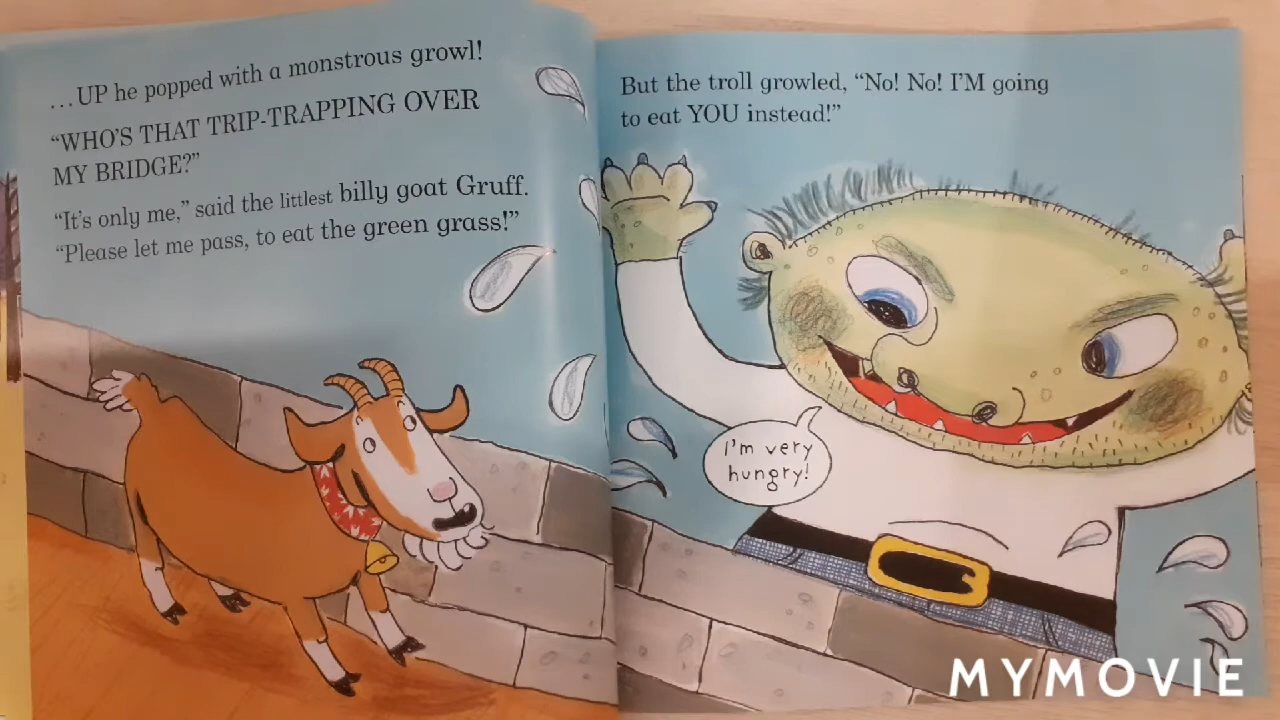 ...UP he popped with a monstrous growl!
“WHO'S THAT TRIP-TRAPPING OVER
MY BRIDGE?”
“It's only me,” said the littlest billy goat Gruff.
“Please let me pass, to eat the green grass!”
But the troll growled, “No! No! I'M going
to eat YOU instead!”
I'm very
hungry!
MYMOVIE